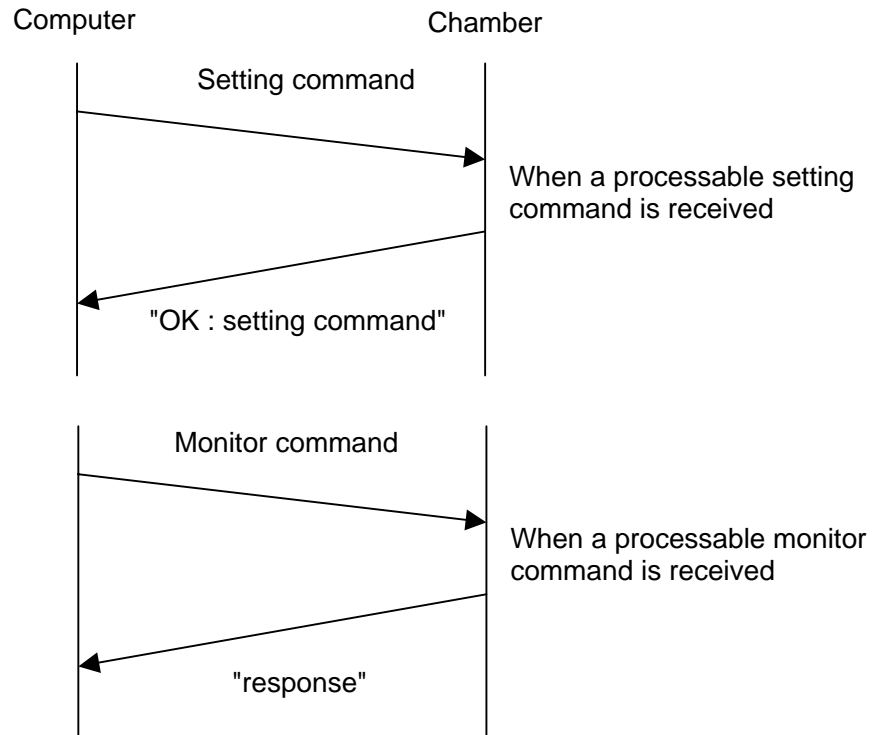 Computer
Chamber
Setting command
When a processable setting
command is received
"OK : setting command"
Monitor command
When a processable monitor
command is received
"response"